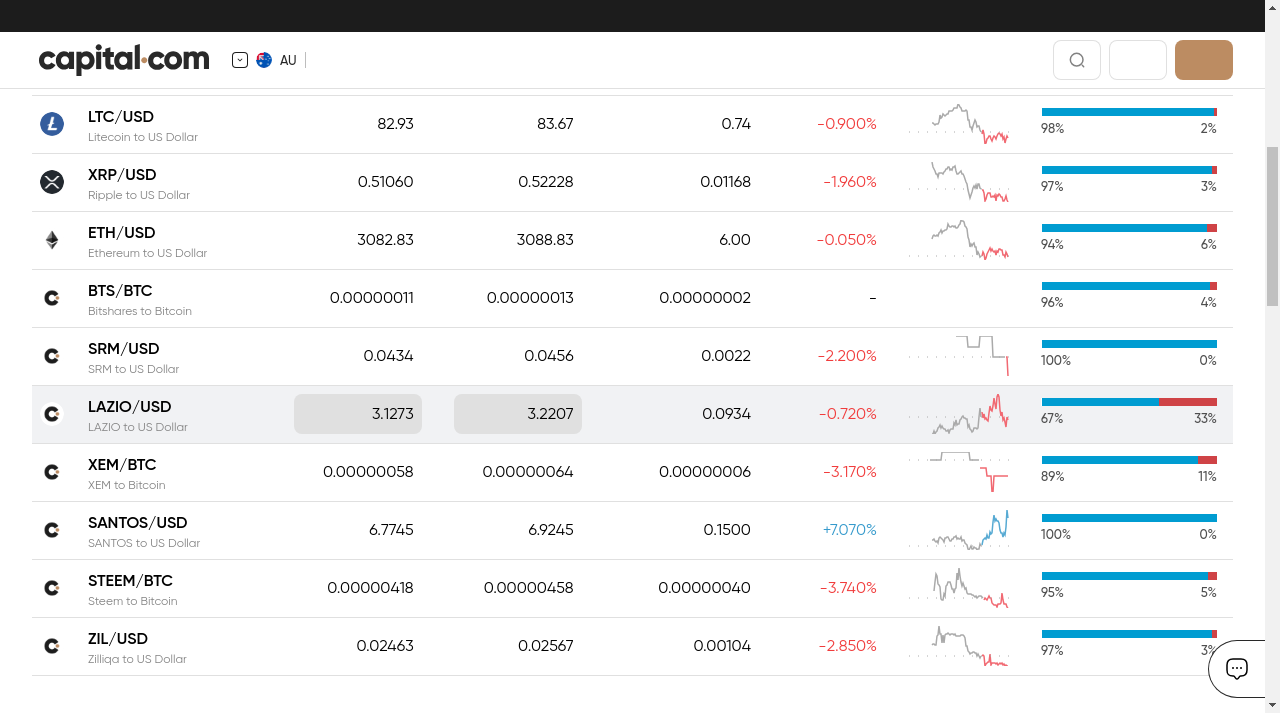 capital.com
AU
LTC/USD 82.93 83.67 0.74 -0.900%
Litecoin to US Dollar 98% 2%
XRP/USD 0.51060 0.52228 0.01168 -1.960%
Ripple to US Dollar 97% 3%
ETH/USD 3082.83 3088.83 6.00 -0.050%
Ethereum to US Dollar 94% 6%
BTS/BTC 0.00000011 0.00000013 0.00000002 -
Bitshares to Bitcoin 96% 4%
SRM/USD 0.0434 0.0456 0.0022 -2.200%
SRM to US Dollar 100% 0%
LAZIO/USD 3.1273 3.2207 0.0934 -0.720%
LAZIO to US Dollar 67% 33%
XEM/BTC 0.00000058 0.00000064 0.00000006 -3.170%
XEM to Bitcoin 89% 11%
SANTOS/USD 6.7745 6.9245 0.1500 +7.070%
SANTOS to US Dollar 100% 0%
STEEM/BTC 0.00000418 0.00000458 0.00000040 -3.740%
Steem to Bitcoin 95% 5%
ZIL/USD 0.02463 0.02567 0.00104 -2.850%
Zilliqa to US Dollar 97% 3%